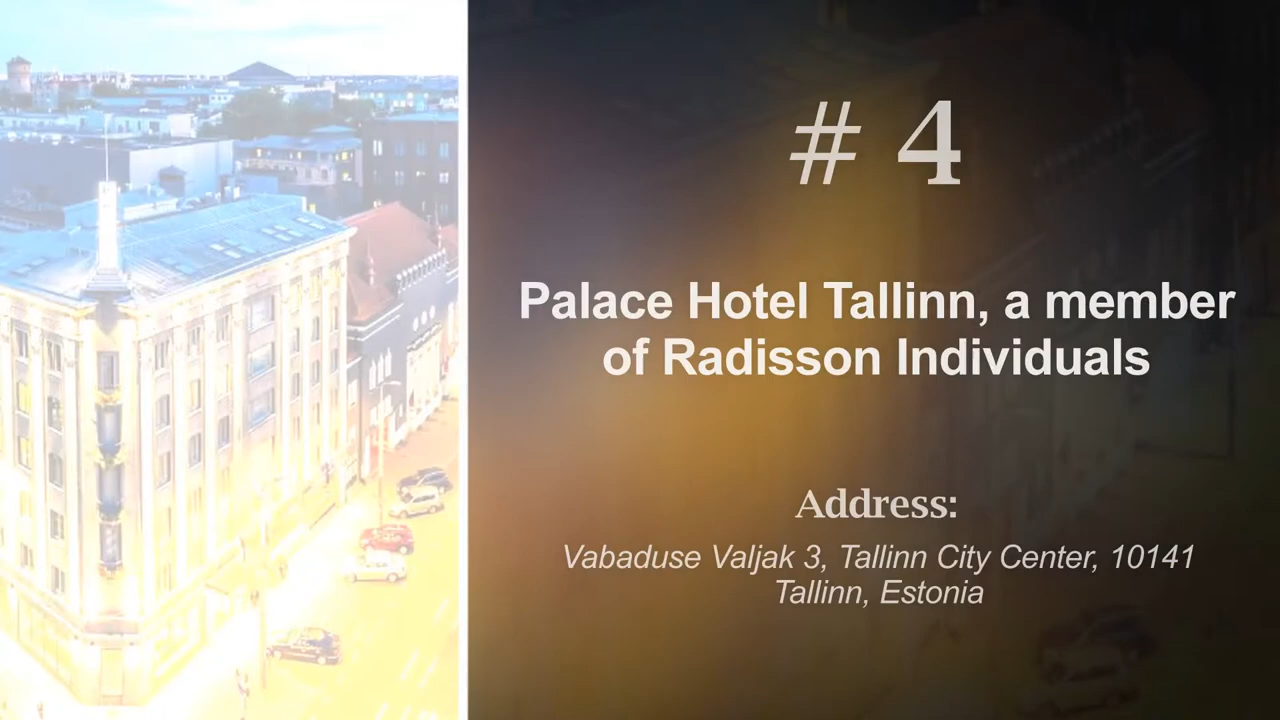 # 4
Palace Hotel Tallinn, a member
of Radisson Individuals
Address:
Vabaduse Valjak 3, Tallinn City Center, 10141
Tallinn, Estonia